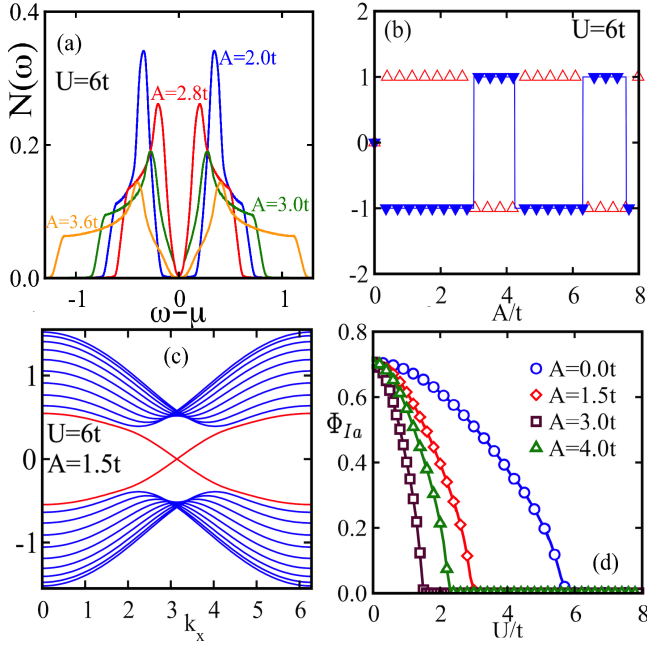 (a)
U=6t
A=2.0t
A=2.8t
A=3.0t
A=3.6t
N(ω)
0.4
0.2
0.0
-1
0
1
ω−μ
(b)
U=6t
2
1
0
-1
-2
0
2
4
6
8
A/t
(c)
U=6t
A=1.5t
1
0
-1
0
1
2
3
4
5
6
k_x
Φ_Ia
0.8
0.6
0.4
0.2
0.0
A=0.0t
A=1.5t
A=3.0t
A=4.0t
(d)
0
2
4
6
8
U/t